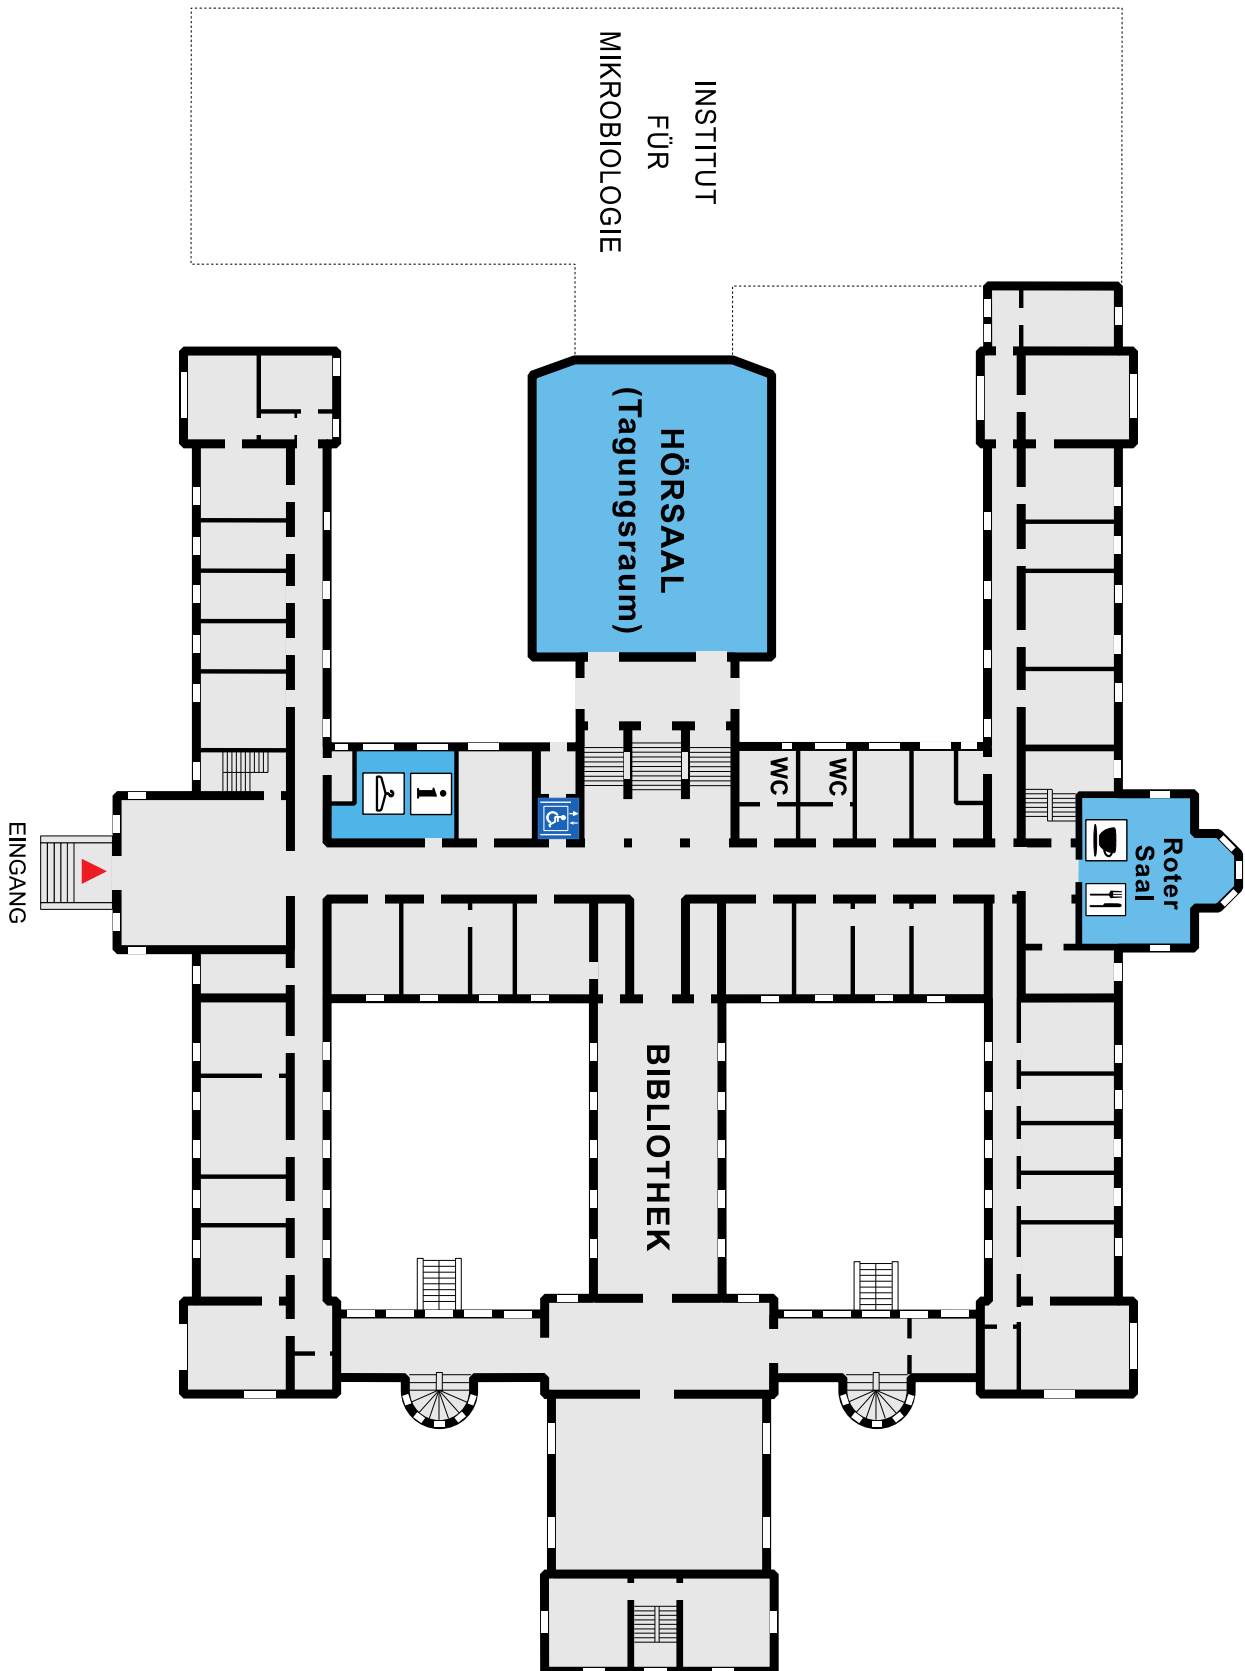 INSTITUT
FÜR
MIKROBIOLOGIE
HÖRSAAL
(Tagungsraum)
WC
WC
i
Roter
Saal
EINGANG
BIBLIOTHEK